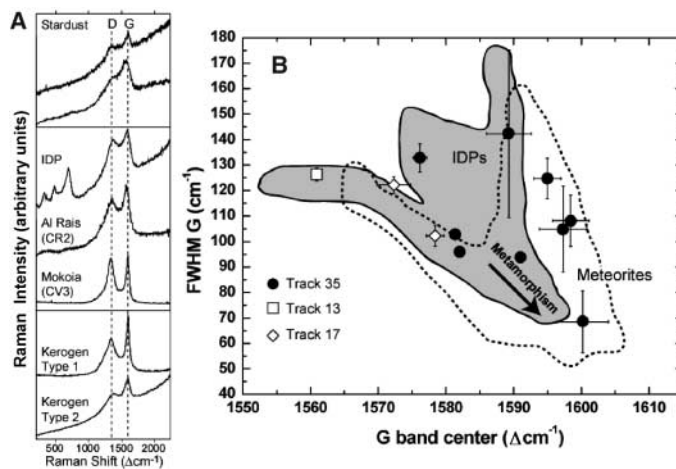 A
D G
Stardust
IDP
Al Rais
(CR2)
Mokoia
(CV3)
Kerogen
Type 1
Kerogen
Type 2
Raman Intensity (arbitrary units)
500 1000 1500 2000
Raman Shift (Δcm⁻¹)
B
180
170
160
150
140
130
120
110
100
90
80
70
60
50
40
FWHM G (cm⁻¹)
IDPs
Metamorphism
Meteorites
Track 35
Track 13
Track 17
1550 1560 1570 1580 1590 1600 1610
G band center (Δcm⁻¹)